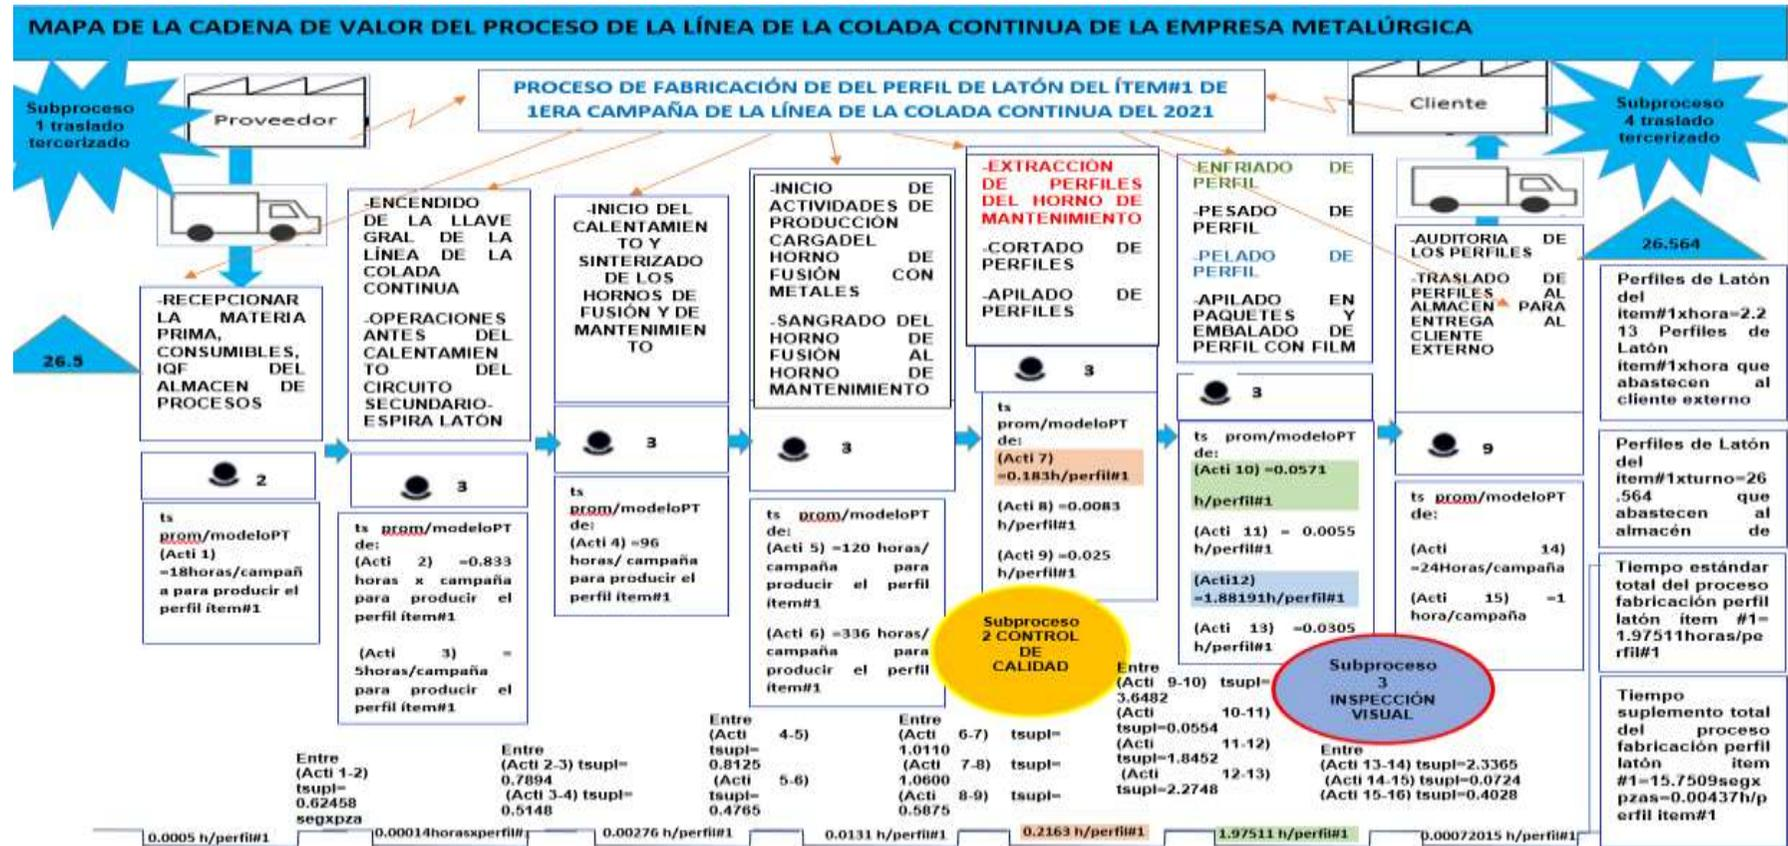 MAPA DE LA CADENA DE VALOR DEL PROCESO DE LA LÍNEA DE LA COLADA CONTINUA DE LA EMPRESA METALÚRGICA
Subproceso
1 traslado
tercerizado
Proveedor
PROCESO DE FABRICACIÓN DE DEL PERFIL DE LATÓN DEL ÍTEM#1 DE
1ERA CAMPAÑA DE LA LÍNEA DE LA COLADA CONTINUA DEL 2021
Cliente
Subproceso
4 traslado
tercerizado
26.5
-RECEPCIONAR
LA MATERIA
PRIMA,
CONSUMIBLES,
IQF DEL
ALMACEN DE
PROCESOS
2
ts
prom/modeloPT
(Acti 1)
=18horas/campañ
a para producir el
perfil ítem#1
-ENCENDIDO
DE LA LLAVE
GRAL DE LA
LÍNEA DE LA
COLADA
CONTINUA
-OPERACIONES
ANTES DEL
CALENTAMIEN
TO DEL
CIRCUITO
SECUNDARIO-
ESPIRA LATÓN
3
ts prom/modeloPT
de:
(Acti 2) =0.833
horas x campaña
para producir el
perfil ítem#1
(Acti 3) =
5horas/campaña
para producir el
perfil ítem#1
-INICIO DEL
CALENTAMIEN
TO Y
SINTERIZADO
DE LOS
HORNOS DE
FUSIÓN Y DE
MANTENIMIEN
TO
3
ts
prom/modeloPT
de:
(Acti 4) =96
horas/ campaña
para producir el
perfil ítem#1
-INICIO DE
ACTIVIDADES DE
PRODUCCIÓN
CARGADEL
HORNO DE
FUSIÓN CON
METALES
-SANGRADO DEL
HORNO DE
FUSIÓN AL
HORNO DE
MANTENIMIENTO
3
ts prom/modeloPT
de:
(Acti 5) =120 horas/
campaña para
producir el perfil
ítem#1
(Acti 6) =336 horas/
campaña para
producir el perfil
ítem#1
-EXTRACCIÓN
DE PERFILES
DEL HORNO DE
MANTENIMIENTO
-CORTADO DE
PERFILES
-APILADO DE
PERFILES
3
ts
prom/modeloPT
de:
(Acti 7)
=0.183h/perfil#1
(Acti 8) =0.0083
h/perfil#1
(Acti 9) =0.025
h/perfil#1
Subproceso
2 CONTROL
DE
CALIDAD
-ENFRIADO DE
PERFIL
-PESADO DE
PERFIL
-PELADO DE
PERFIL
-APILADO EN
PAQUETES Y
EMBALADO DE
PERFIL CON FILM
3
ts prom/modeloPT
de:
(Acti 10) =0.0571
h/perfil#1
(Acti 11) = 0.0055
h/perfil#1
(Acti12)
=1.88191h/perfil#1
(Acti 13) =0.0305
h/perfil#1
Subproceso
3
INSPECCIÓN
VISUAL
-AUDITORIA DE
LOS PERFILES
-TRASLADO DE
PERFILES AL
ALMACEN PARA
ENTREGA AL
CLIENTE
EXTERNO
9
ts prom/modeloPT
de:
(Acti 14)
=24Horas/campaña
(Acti 15) =1
hora/campaña
26.564
Perfiles de Latón
del
item#1xhora=2.2
13 Perfiles de
Latón
item#1xhora que
abastecen al
cliente externo
Perfiles de Latón
del
item#1xturno=26
.564 que
abastecen al
almacén de
Tiempo estándar
total del proceso
fabricación perfil
latón ítem #1=
1.97511horas/pe
rfil#1
Tiempo
suplemento total
del proceso
fabricación perfil
latón item
#1=15.7509segx
pzas=0.00437h/p
erfil item#1
Entre
(Acti 1-2)
tsupl=
0.62458
segxpza
Entre
(Acti 2-3) tsupl=
0.7894
(Acti 3-4) tsupl=
0.5148
Entre
(Acti 4-5)
tsupl=
0.8125
(Acti 5-6)
tsupl=
0.4765
Entre
(Acti 6-7) tsupl=
1.0110
(Acti 7-8) tsupl=
1.0600
(Acti 8-9) tsupl=
0.5875
Entre
(Acti 9-10) tsupl=
3.6482
(Acti 10-11)
tsupl=0.0554
(Acti 11-12)
tsupl=1.8452
(Acti 12-13)
tsupl=2.2748
Entre
(Acti 13-14) tsupl=2.3365
(Acti 14-15) tsupl=0.0724
(Acti 15-16) tsupl=0.4028
0.0005 h/perfil#1
0.00014horasxperfil#
0.00276 h/perfil#1
0.0131 h/perfil#1
0.2163 h/perfil#1
1.97511 h/perfil#1
0.00072015 h/perfil#1